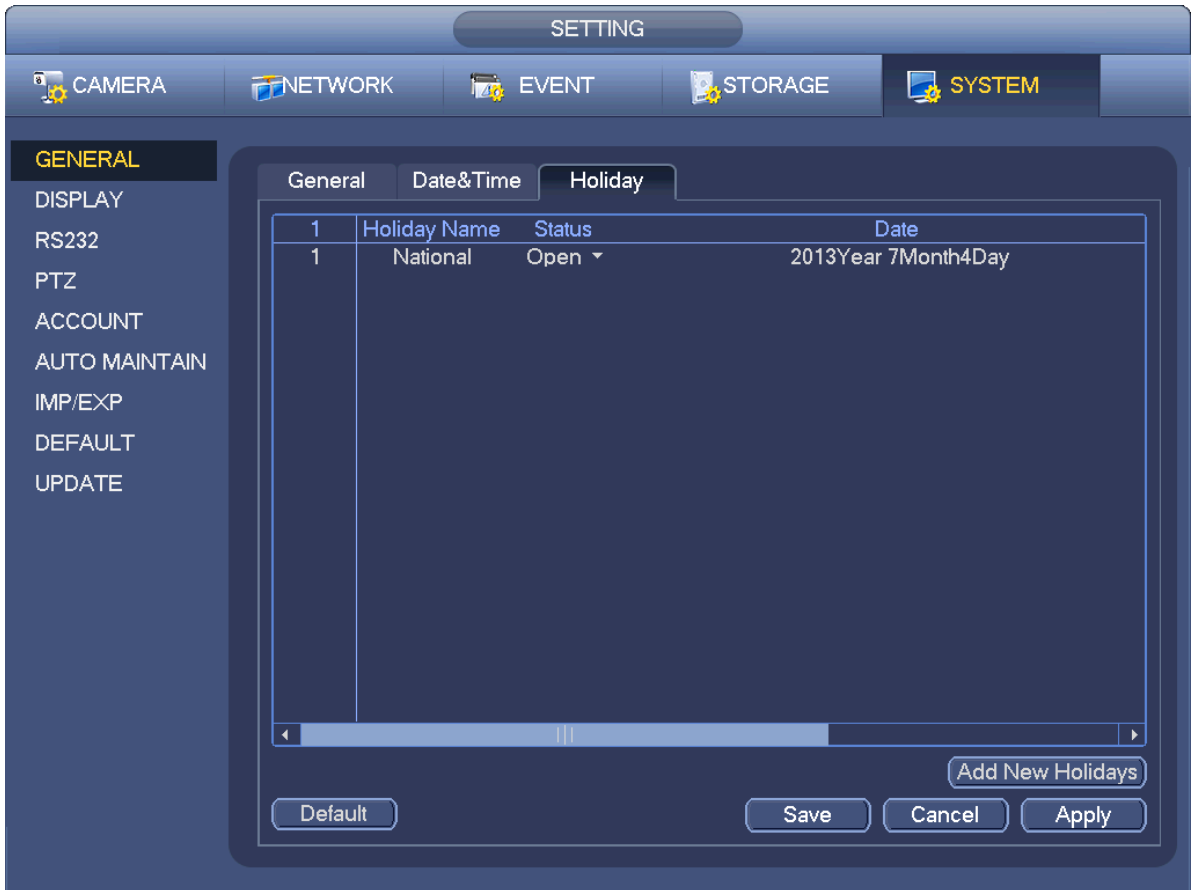 SETTING
CAMERA NETWORK EVENT STORAGE SYSTEM
GENERAL
DISPLAY
RS232
PTZ
ACCOUNT
AUTO MAINTAIN
IMP/EXP
DEFAULT
UPDATE
General Date&Time Holiday
1 Holiday Name Status Date
1 National Open 2013Year 7Month4Day
Add New Holidays
Default Save Cancel Apply